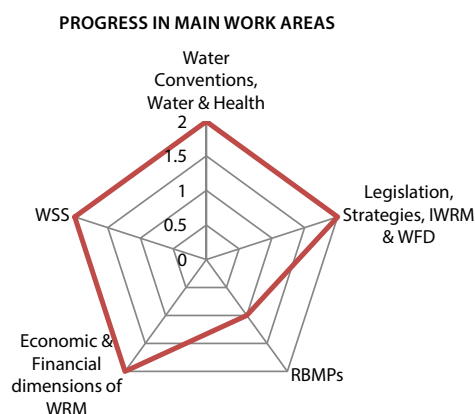 PROGRESS IN MAIN WORK AREAS
Water
Conventions,
Water & Health
2
1.5
1
0.5
0
Legislation,
Strategies, IWRM
& WFD
WSS
Economic &
Financial
dimensions of
WRM
RBMPs